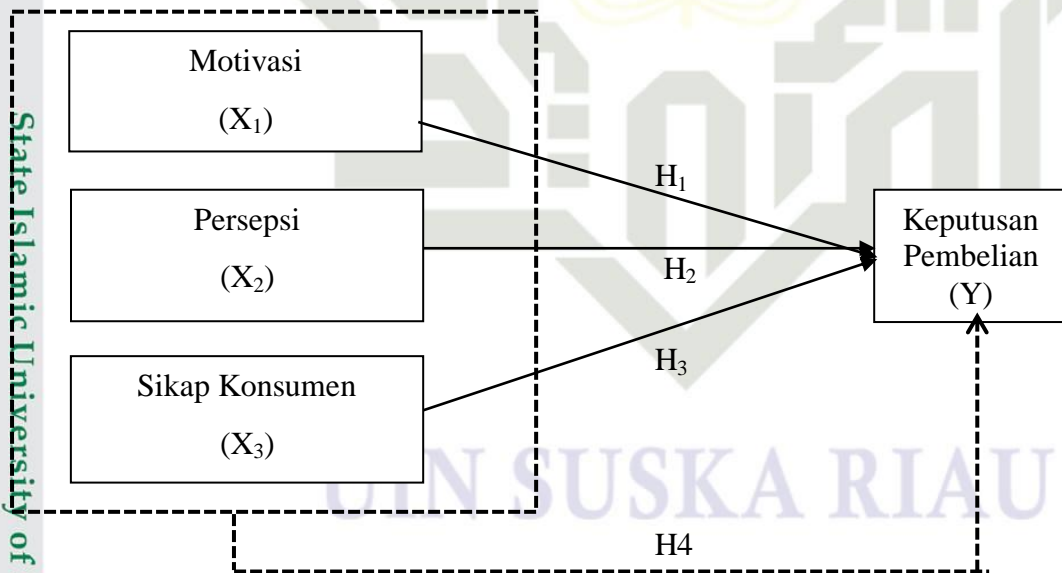 Motivasi
(X₁)
Persepsi
(X₂)
Sikap Konsumen
(X₃)
H₁
H₂
H₃
Keputusan
Pembelian
(Y)
H4
State Islamic University of
UIN SUSKA RIAU